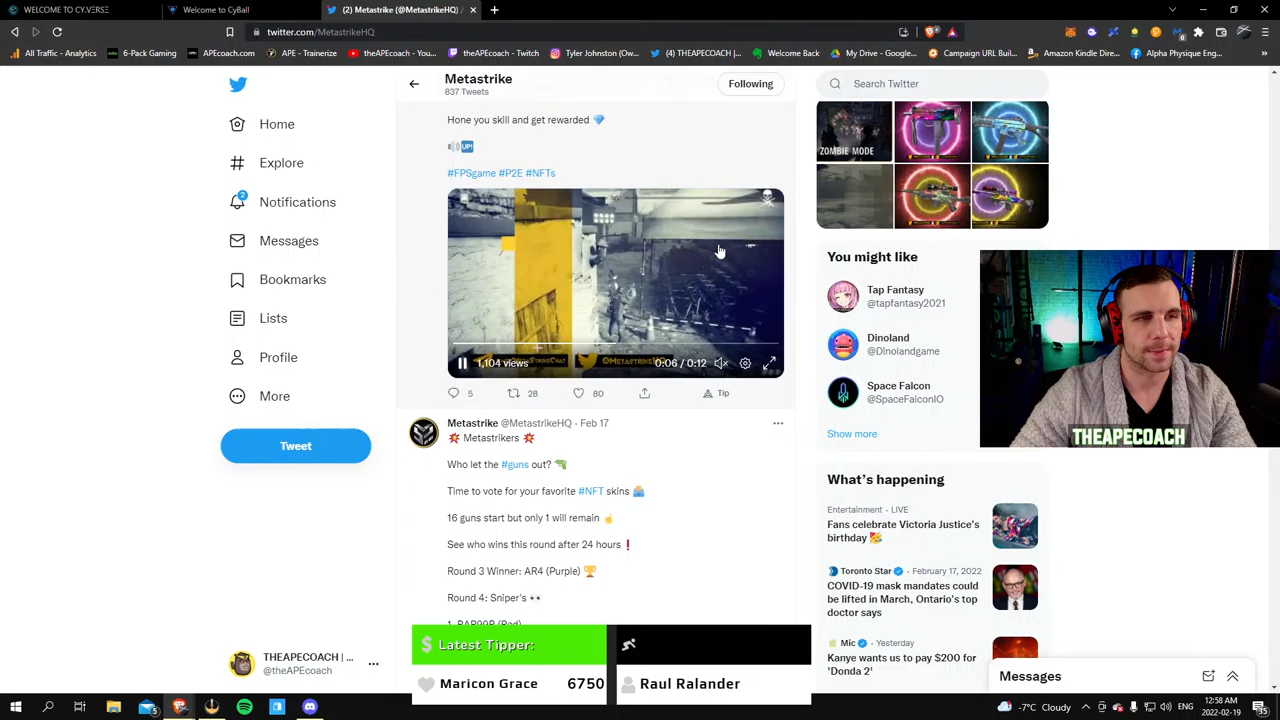 WELCOME TO CY.VERSE
Welcome to CyBall
(2) Metastrike (@MetastrikeHQ) /
twitter.com/MetastrikeHQ
All Traffic - Analytics
6-Pack Gaming
APEcoach.com
APE - Trainerize
theAPEcoach - You...
theAPEcoach - Twitch
Tyler Johnston (Ow...
(4) THEAPECOACH (...
Welcome Back
My Drive - Google...
Campaign URL Buil...
Amazon Kindle Dire...
Alpha Physique Eng...
Metastrike
837 Tweets
Following
Search Twitter
Home
Explore
2
Notifications
Messages
Bookmarks
Lists
Profile
More
Tweet
Hone you skill and get rewarded 💎
UP!
#FPSgame #P2E #NFTs
@MetastrikeHQ
1,104 views
0:06 / 0:12
5
28
80
Tip
Metastrike @MetastrikeHQ · Feb 17
💥 Metastrikers 💥
Who let the #guns out? 🔫
Time to vote for your favorite #NFT skins 🗳
16 guns start but only 1 will remain ☝
See who wins this round after 24 hours ❗
Round 3 Winner: AR4 (Purple) 🏆
Round 4: Sniper's 👀
ZOMBIE MODE
You might like
Tap Fantasy
@tapfantasy2021
Dinoland
@Dinolandgame
Space Falcon
@SpaceFalconIO
Show more
THEAPECOACH
What's happening
Entertainment · LIVE
Fans celebrate Victoria Justice's
birthday 🥳
Toronto Star · February 17, 2022
COVID-19 mask mandates could
be lifted in March, Ontario's top
doctor says
Mic · Yesterday
Kanye wants us to pay $200 for
'Donda 2'
Messages
THEAPECOACH | ...
@theAPEcoach
Latest Tipper:
Maricon Grace 6750
Raul Ralander
-7°C Cloudy
ENG
12:58 AM
2022-02-19